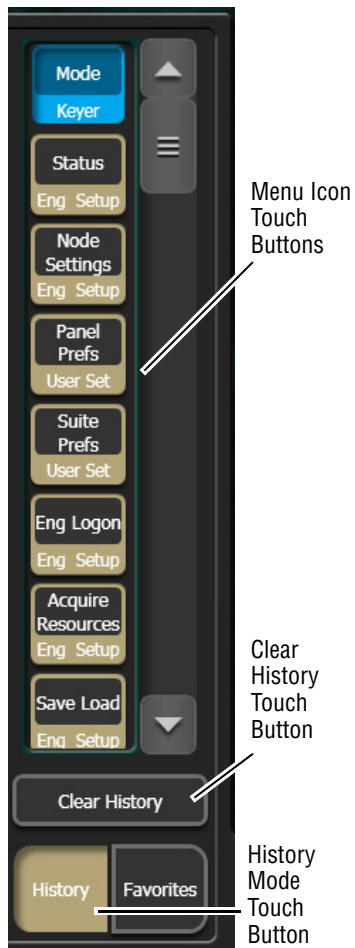 Mode
Keyer
Status
Eng Setup
Node
Settings
Eng Setup
Panel
Prefs
User Set
Suite
Prefs
User Set
Eng Logon
Eng Setup
Acquire
Resources
Eng Setup
Save Load
Eng Setup
Menu Icon
Touch
Buttons
Clear
History
Touch
Button
Clear History
History
Favorites
History
Mode
Touch
Button